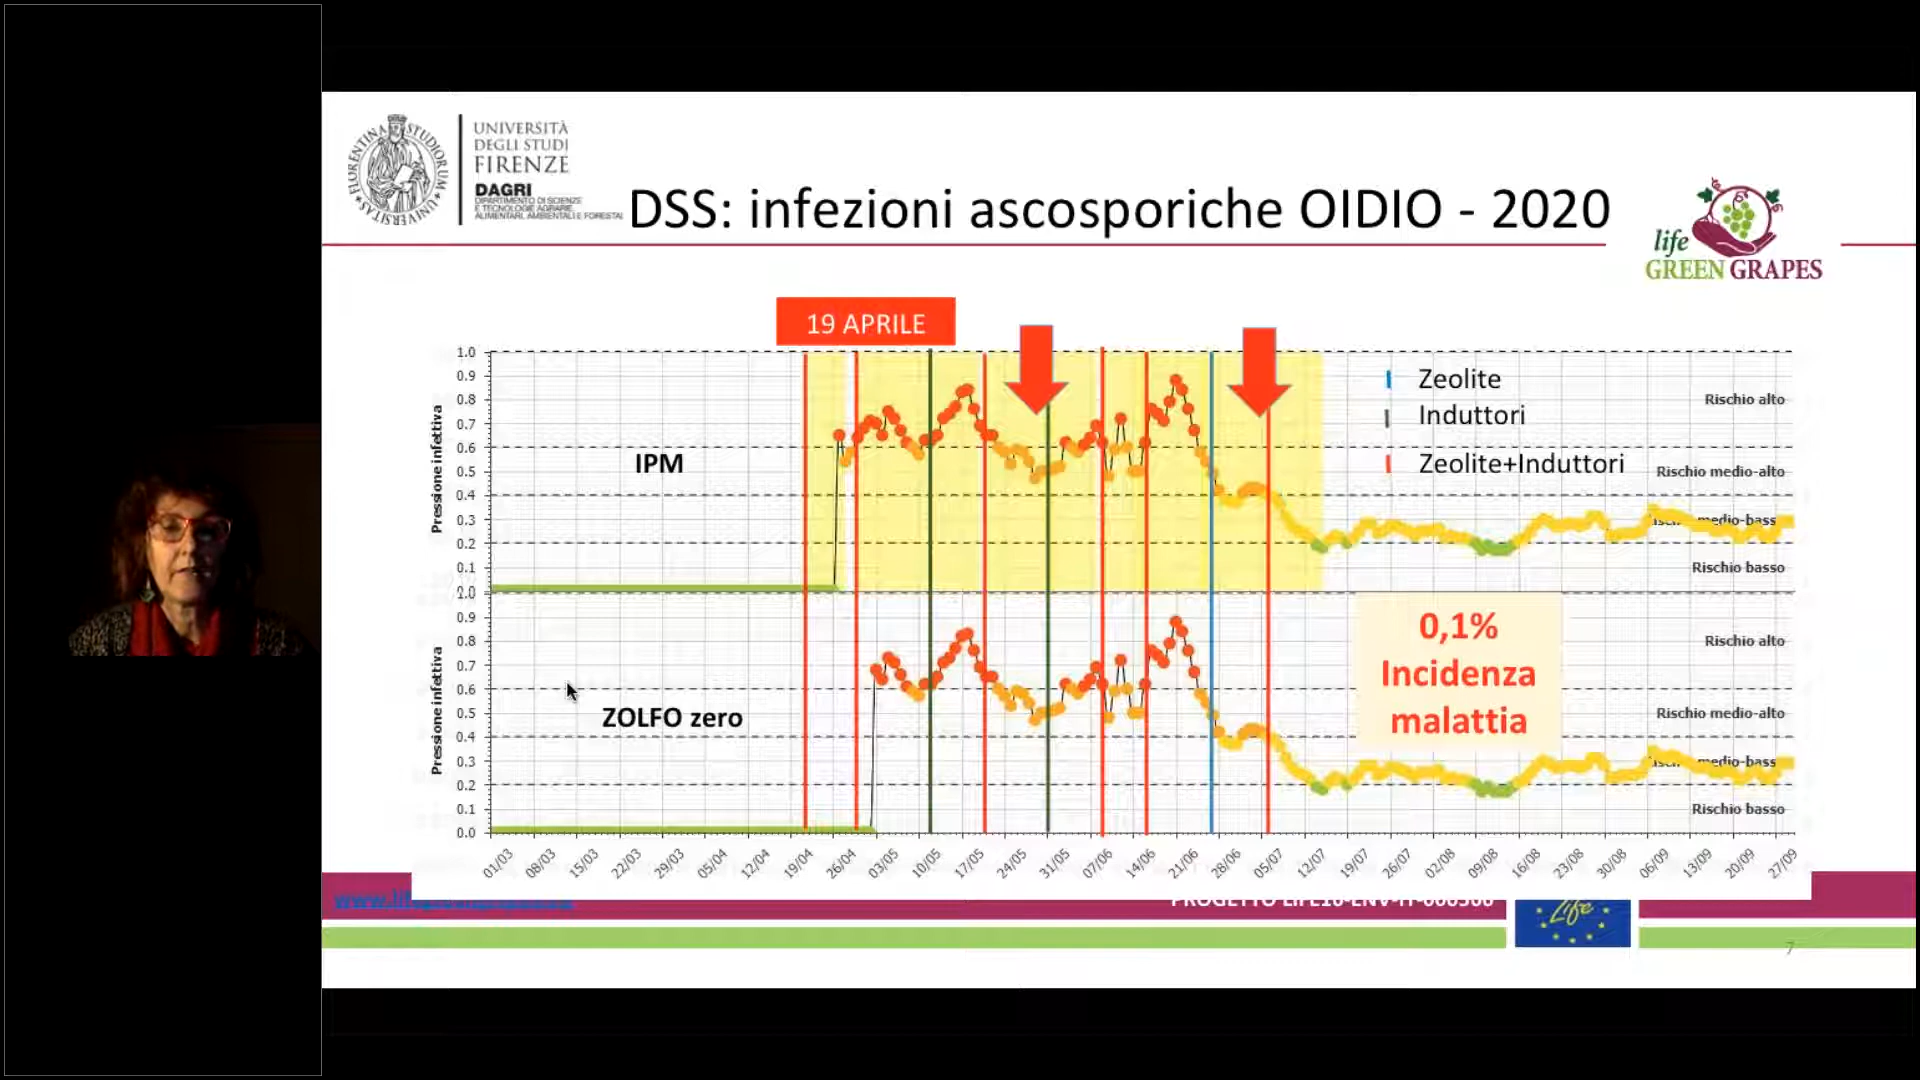 FLORENTINA STUDIORUM UNIVERSITAS
UNIVERSITÀ
DEGLI STUDI
FIRENZE
DAGRI
DIPARTIMENTO DI SCIENZE
E TECNOLOGIE AGRARIE,
ALIMENTARI, AMBIENTALI E FORESTALI
DSS: infezioni ascosporiche OIDIO - 2020
life
GREEN GRAPES
19 APRILE
Pressione infettiva
1.0
0.9
0.8
0.7
0.6
0.5
0.4
0.3
0.2
0.1
IPM
Zeolite
Induttori
Zeolite+Induttori
Rischio alto
Rischio medio-alto
medio-bass
Rischio basso
Pressione infettiva
1.0
0.9
0.8
0.7
0.6
0.5
0.4
0.3
0.2
0.1
0.0
ZOLFO zero
0,1%
Incidenza
malattia
Rischio alto
Rischio medio-alto
medio-bass
Rischio basso
01/03 08/03 15/03 22/03 29/03 05/04 12/04 19/04 26/04 03/05 10/05 17/05 24/05 31/05 07/06 14/06 21/06 28/06 05/07 12/07 19/07 26/07 02/08 09/08 16/08 23/08 30/08 06/09 13/09 20/09 27/09
PROGETTO
Life
7